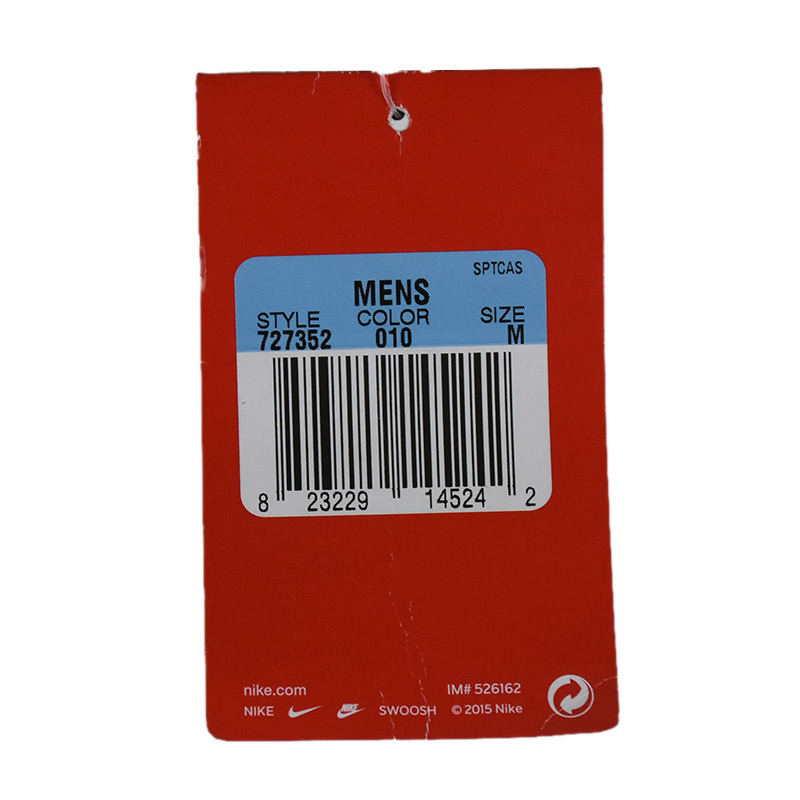 SPTCAS
MENS
STYLE COLOR SIZE
727352 010 M
8 23229 14524 2
nike.com IM# 526162
NIKE NIKE SWOOSH © 2015 Nike